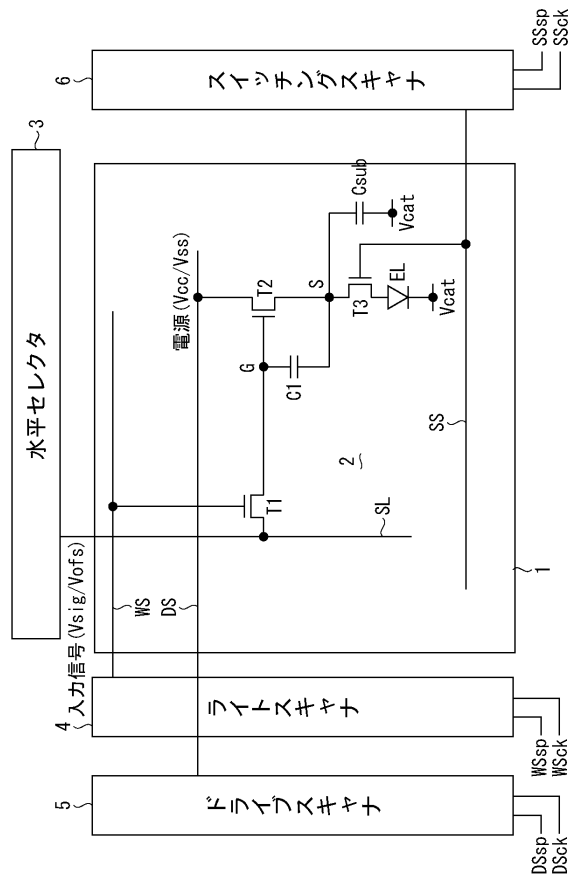 水平セレクタ
3
入力信号(Vsig/Vofs)
5
ドライブスキャナ
DSsp
DSck
4
ライトスキャナ
WSsp
WSck
WS
DS
電源(Vcc/Vss)
T1
G
C1
T2
S
Csub
Vcat
T3
EL
Vcat
SL
2
SS
1
6
スイッチングスキャナ
SSsp
SSck